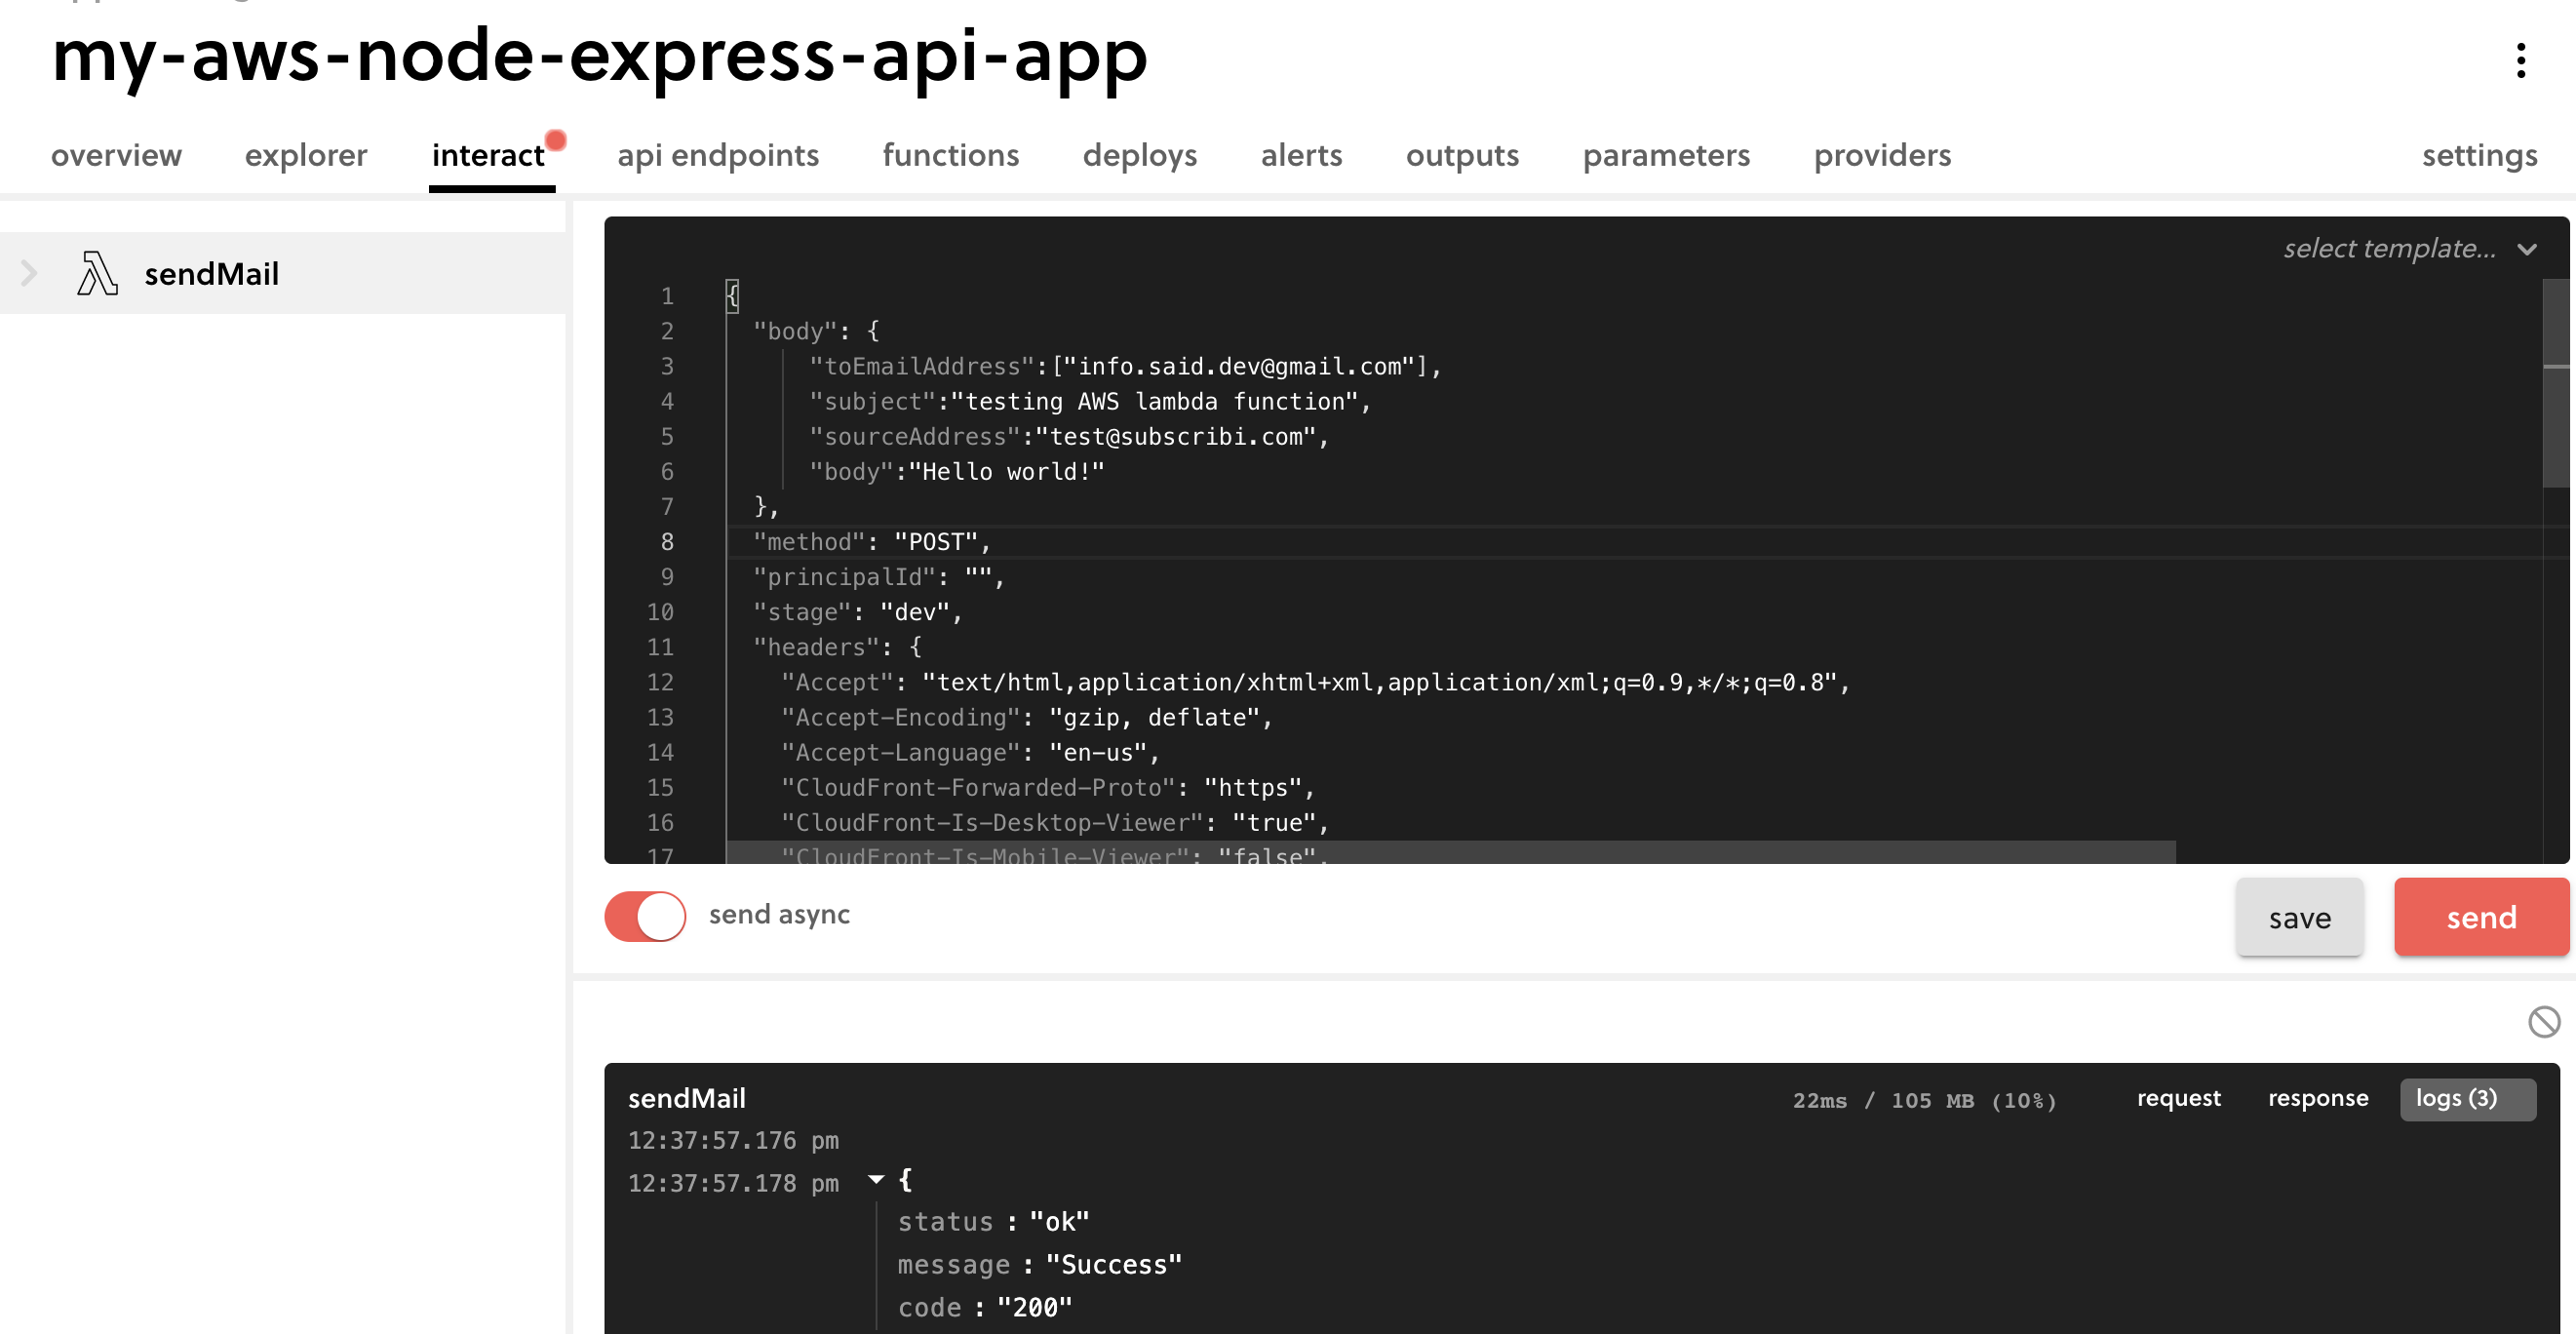 my-aws-node-express-api-app
overview explorer interact api endpoints functions deploys alerts outputs parameters providers settings
sendMail
select template...
1 {
2 "body": {
3 "toEmailAddress":["info.said.dev@gmail.com"],
4 "subject":"testing AWS lambda function",
5 "sourceAddress":"test@subscribi.com",
6 "body":"Hello world!"
7 },
8 "method": "POST",
9 "principalId": "",
10 "stage": "dev",
11 "headers": {
12 "Accept": "text/html,application/xhtml+xml,application/xml;q=0.9,*/*;q=0.8",
13 "Accept-Encoding": "gzip, deflate",
14 "Accept-Language": "en-us",
15 "CloudFront-Forwarded-Proto": "https",
16 "CloudFront-Is-Desktop-Viewer": "true",
17 "CloudFront-Is-Mobile-Viewer": "false",
send async save send
sendMail 22ms / 105 MB (10%) request response logs (3)
12:37:57.176 pm
12:37:57.178 pm {
status : "ok"
message : "Success"
code : "200"